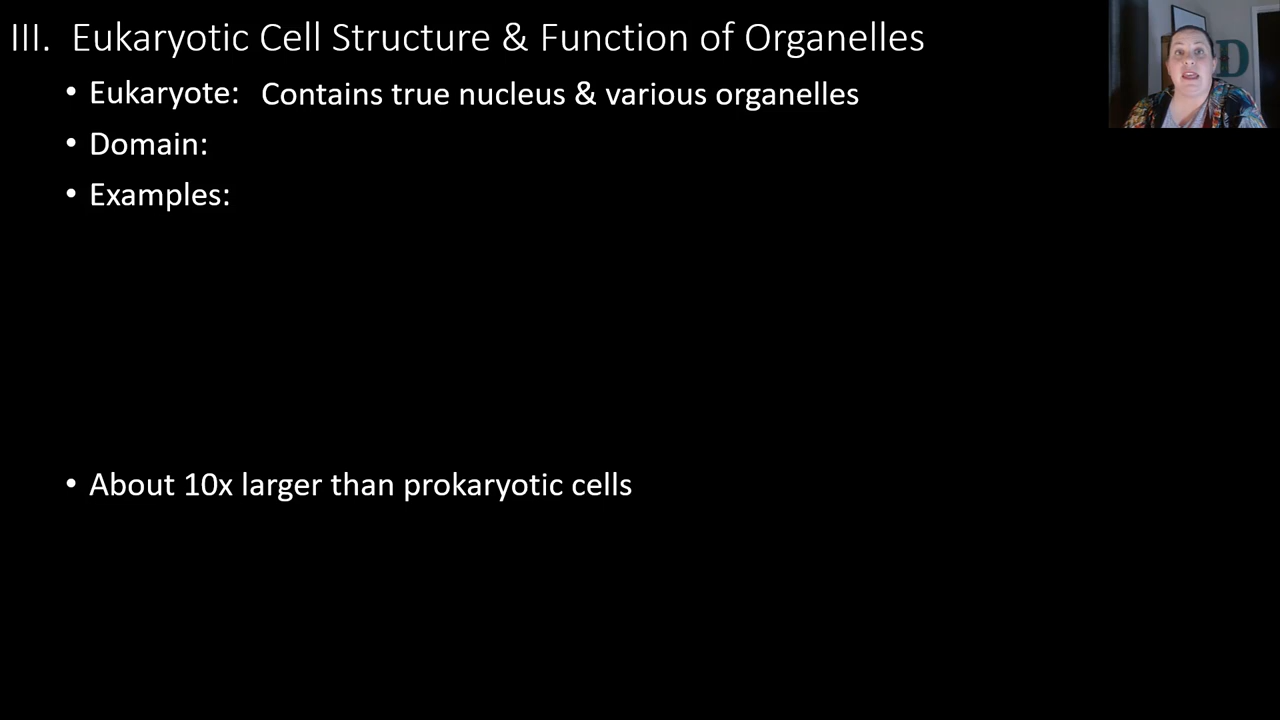 III. Eukaryotic Cell Structure & Function of Organelles
• Eukaryote: Contains true nucleus & various organelles
• Domain:
• Examples:
D
• About 10x larger than prokaryotic cells